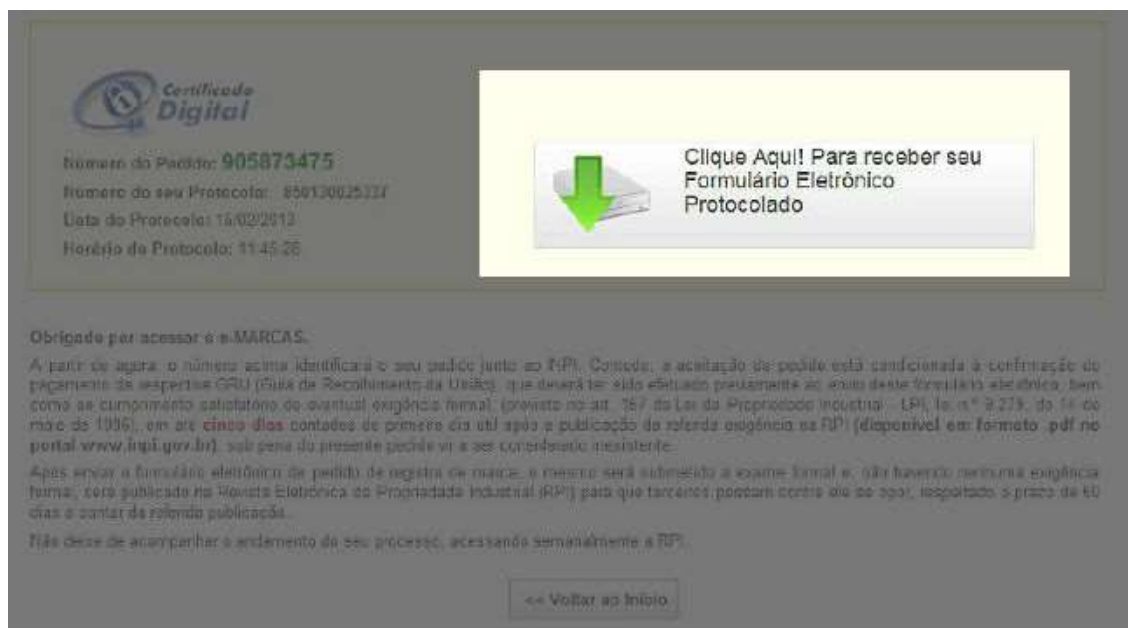 Certificado
Digital
Número do Pedido: 905873475
Número do seu Protocolo: 850130025337
Data do Protocolo: 15/02/2013
Horário do Protocolo: 11:45:26
Clique Aqui! Para receber seu
Formulário Eletrônico
Protocolado
Obrigado por acessar o e-MARCAS.
A partir de agora, o número acima identificará o seu pedido junto ao INPI. Contudo, a aceitação do pedido está condicionada à confirmação do
pagamento da respectiva GRU (Guia de Recolhimento da União), que deverá ter sido efetuado previamente ao envio deste formulário eletrônico, bem
como ao cumprimento satisfatório de eventual exigência formal, (prevista no art. 157 da Lei da Propriedade Industrial - LPI, lei n.º 9.279, de 14 de
maio de 1996), em até cinco dias contados do primeiro dia útil após a publicação da referida exigência na RPI (disponível em formato .pdf no
portal www.inpi.gov.br), sob pena do presente pedido vir a ser considerado inexistente.
Após enviar o formulário eletrônico de pedido de registro de marca, o mesmo será submetido a exame formal e, não havendo nenhuma exigência
formal, será publicado na Revista Eletrônica da Propriedade Industrial (RPI) para que terceiros possam contra ele se opor, respeitado o prazo de 60
dias a contar da referida publicação.
Não deixe de acompanhar o andamento do seu processo, acessando semanalmente a RPI.
<< Voltar ao Início